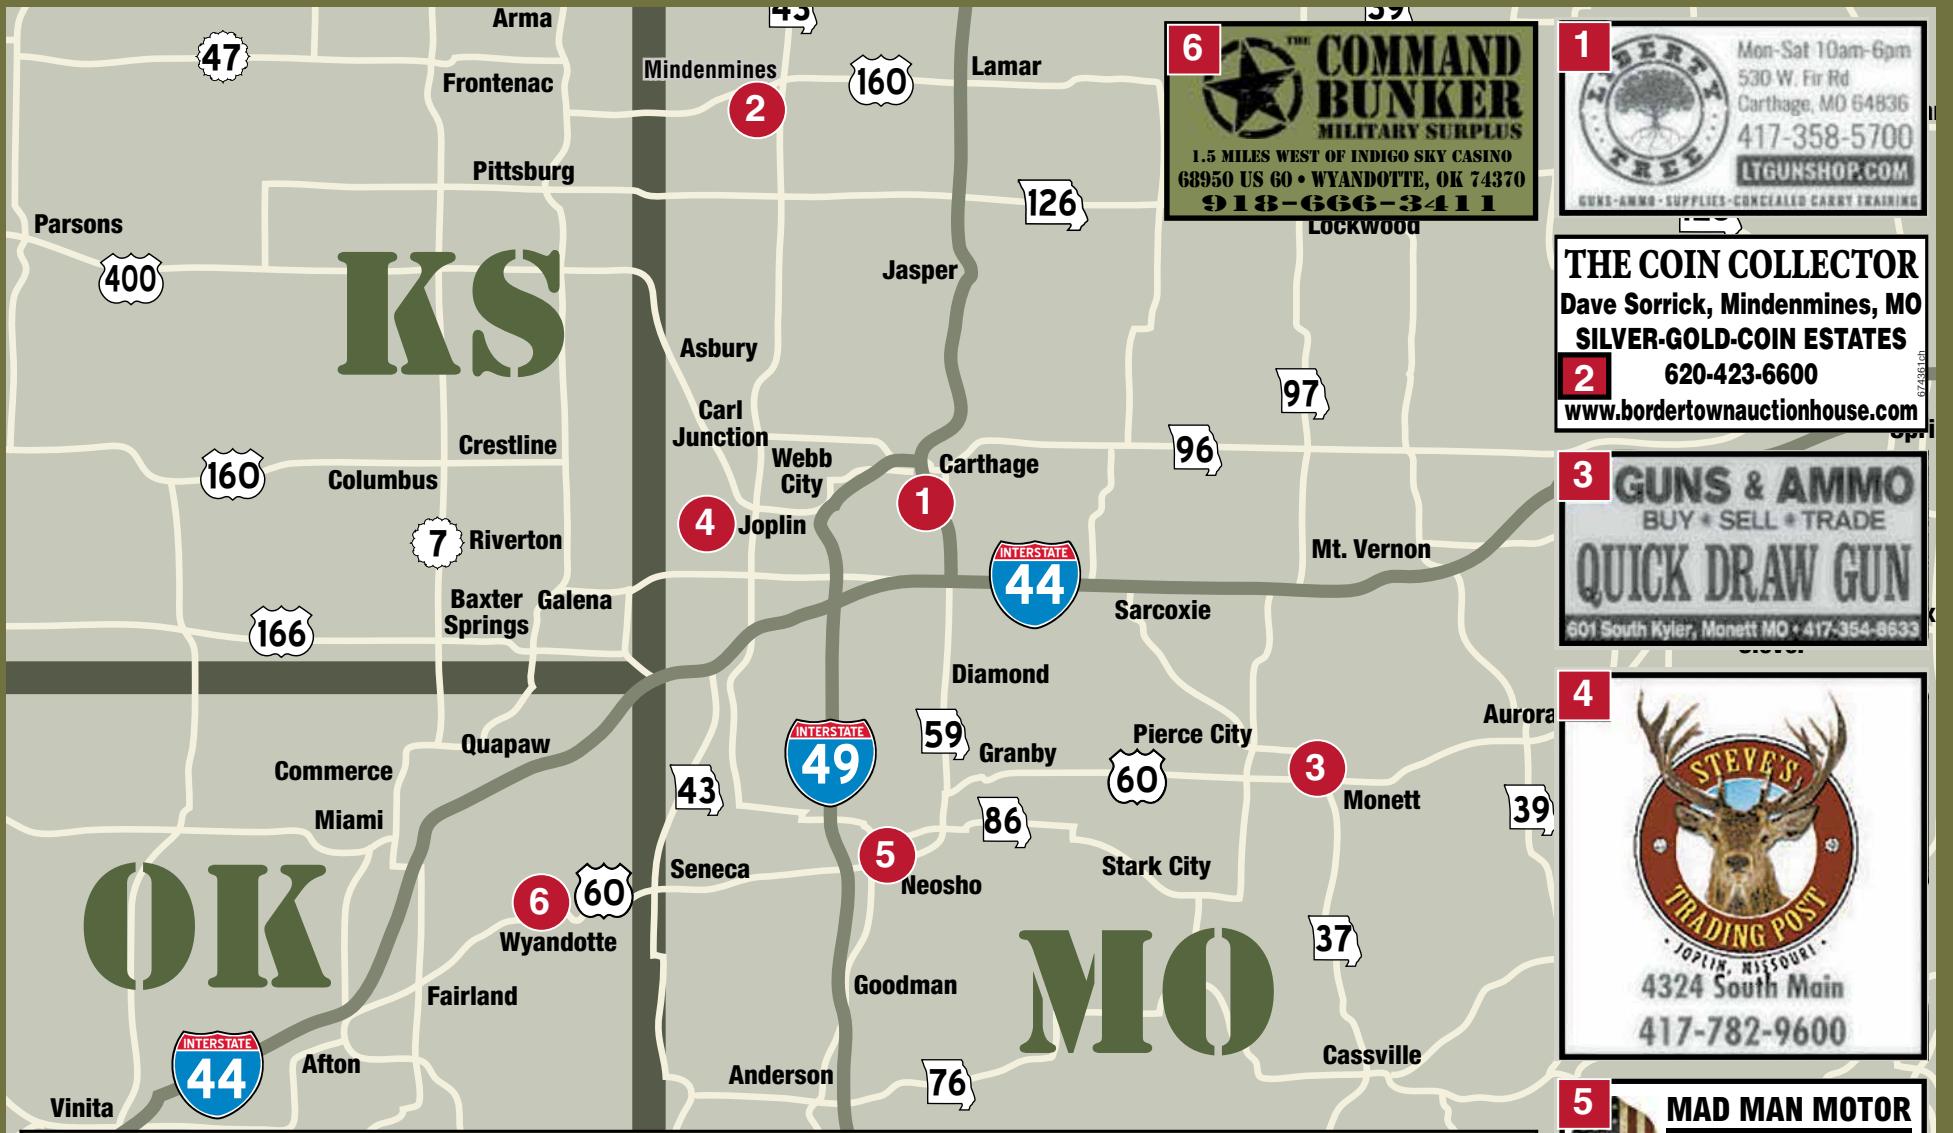 Arma
43
39
47
Frontenac
Mindenmines
2
160
Lamar
Pittsburg
126
Parsons
400
KS
Jasper
Lockwood
Asbury
97
Carl
Junction
Crestline
96
Webb
City
Carthage
160
Columbus
1
4
Joplin
7
Riverton
Mt. Vernon
INTERSTATE
44
Baxter
Springs
Galena
Sarcoxie
166
Diamond
Quapaw
Commerce
INTERSTATE
49
59
Granby
Pierce City
60
3
Aurora
Monett
43
39
Miami
86
5
Neosho
Seneca
Stark City
OK
6
60
Wyandotte
37
MO
Fairland
Goodman
INTERSTATE
44
Afton
Cassville
Anderson
76
Vinita
6
THE COMMAND
BUNKER
MILITARY SURPLUS
1.5 MILES WEST OF INDIGO SKY CASINO
68950 US 60 • WYANDOTTE, OK 74370
918-666-3411
1
LIBERTY
TREE
Mon-Sat 10am-6pm
530 W. Fir Rd
Carthage, MO 64836
417-358-5700
LTGUNSHOP.COM
GUNS-AMMO-SUPPLIES-CONCEALED CARRY TRAINING
THE COIN COLLECTOR
Dave Sorrick, Mindenmines, MO
SILVER-GOLD-COIN ESTATES
2
620-423-6600
www.bordertownauctionhouse.com
674361ch
3
GUNS & AMMO
BUY • SELL • TRADE
QUICK DRAW GUN
601 South Kyler, Monett MO • 417-354-8633
4
STEVE'S
TRADING POST
• JOPLIN, MISSOURI •
4324 South Main
417-782-9600
5
MAD MAN MOTOR